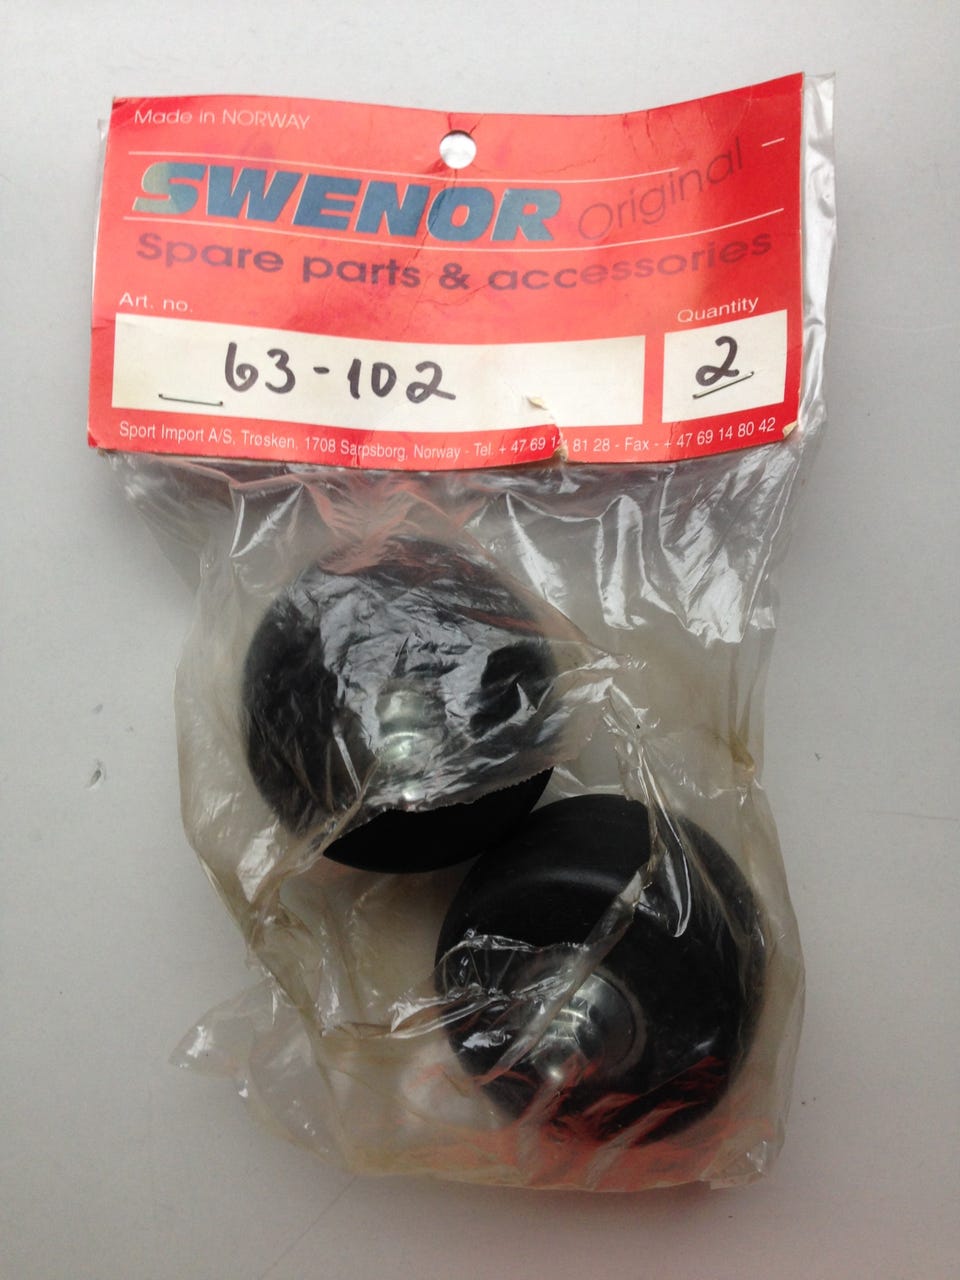 Made in NORWAY
SWENOR Original
Spare parts & accessories
Art. no.
Quantity
63-102
2
Sport Import A/S, Trøsken, 1708 Sarpsborg, Norway - Tel. + 47 69 14 81 28 - Fax - + 47 69 14 80 42